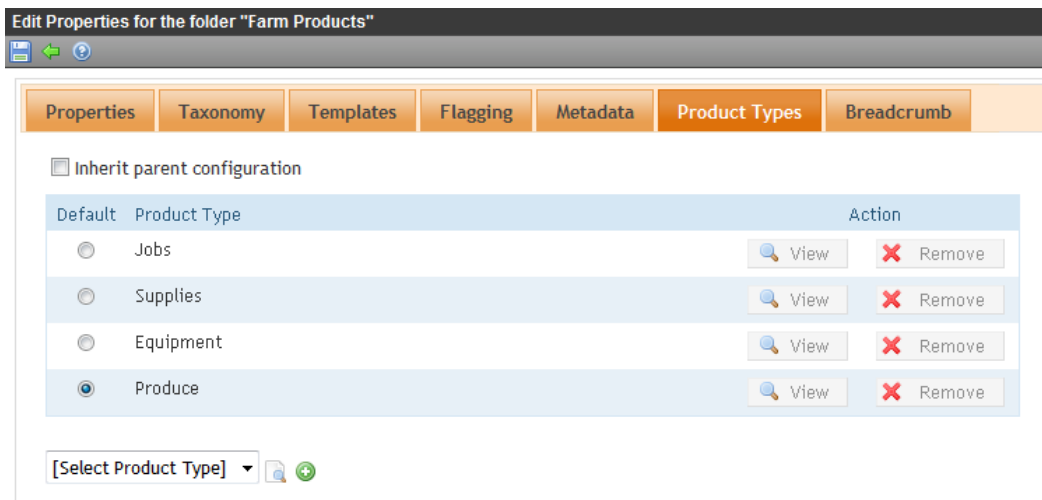 Edit Properties for the folder "Farm Products"
Properties Taxonomy Templates Flagging Metadata Product Types Breadcrumb
Inherit parent configuration
Default Product Type Action
Jobs View Remove
Supplies View Remove
Equipment View Remove
Produce View Remove
[Select Product Type]